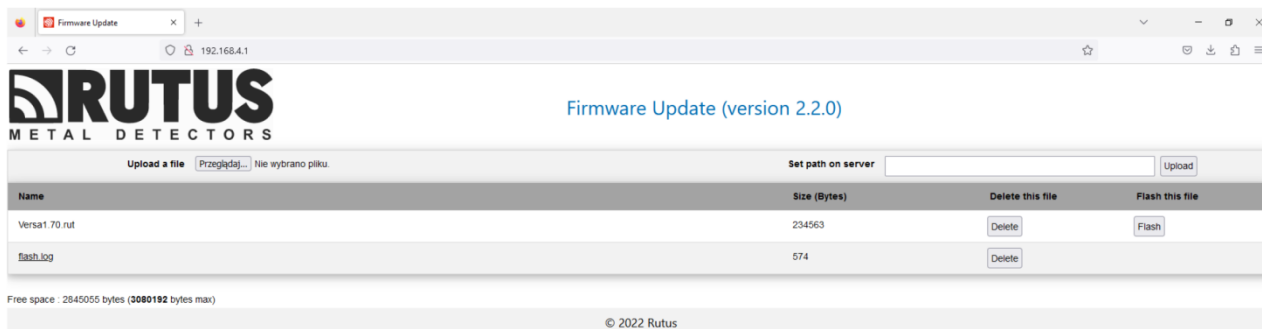 Firmware Update
192.168.4.1
RUTUS
METAL DETECTORS
Firmware Update (version 2.2.0)
Upload a file Przeglądaj... Nie wybrano pliku. Set path on server Upload
Name Size (Bytes) Delete this file Flash this file
Versa1.70.rut 234563 Delete Flash
flash.log 574 Delete
Free space : 2845055 bytes (3080192 bytes max)
© 2022 Rutus